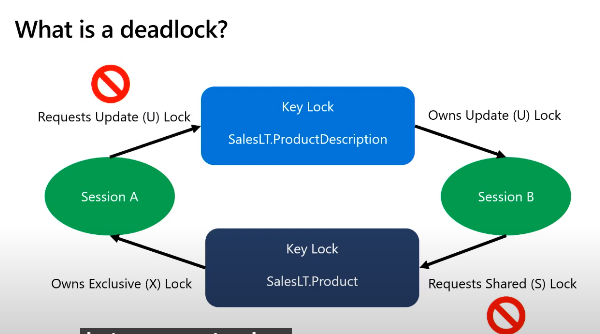 What is a deadlock?
Requests Update (U) Lock
Key Lock
SalesLT.ProductDescription
Owns Update (U) Lock
Session A
Session B
Key Lock
SalesLT.Product
Owns Exclusive (X) Lock
Requests Shared (S) Lock